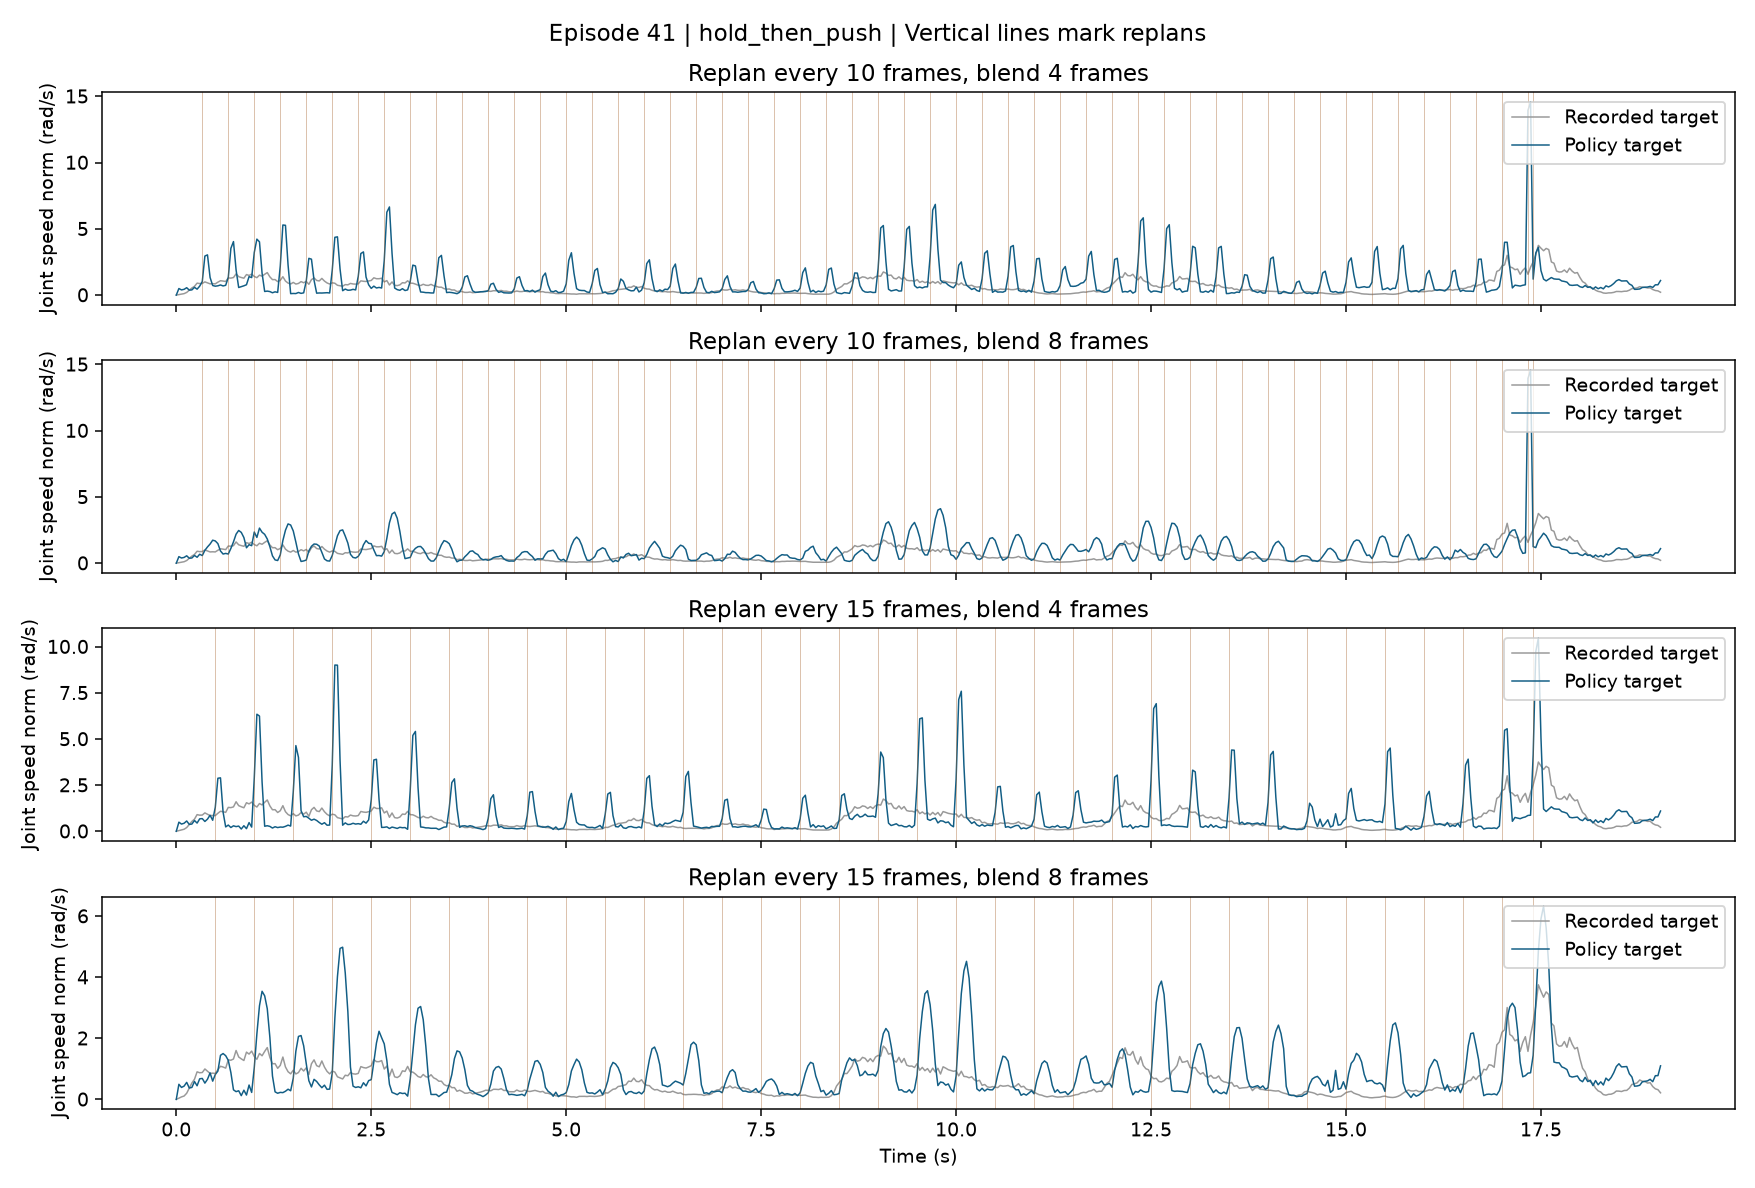 Episode 41 | hold_then_push | Vertical lines mark replans
Replan every 10 frames, blend 4 frames
Joint speed norm (rad/s)
15
10
5
0
Recorded target
Policy target
Replan every 10 frames, blend 8 frames
Joint speed norm (rad/s)
15
10
5
0
Recorded target
Policy target
Replan every 15 frames, blend 4 frames
Joint speed norm (rad/s)
10.0
7.5
5.0
2.5
0.0
Recorded target
Policy target
Replan every 15 frames, blend 8 frames
Joint speed norm (rad/s)
6
4
2
0
Recorded target
Policy target
0.0 2.5 5.0 7.5 10.0 12.5 15.0 17.5
Time (s)